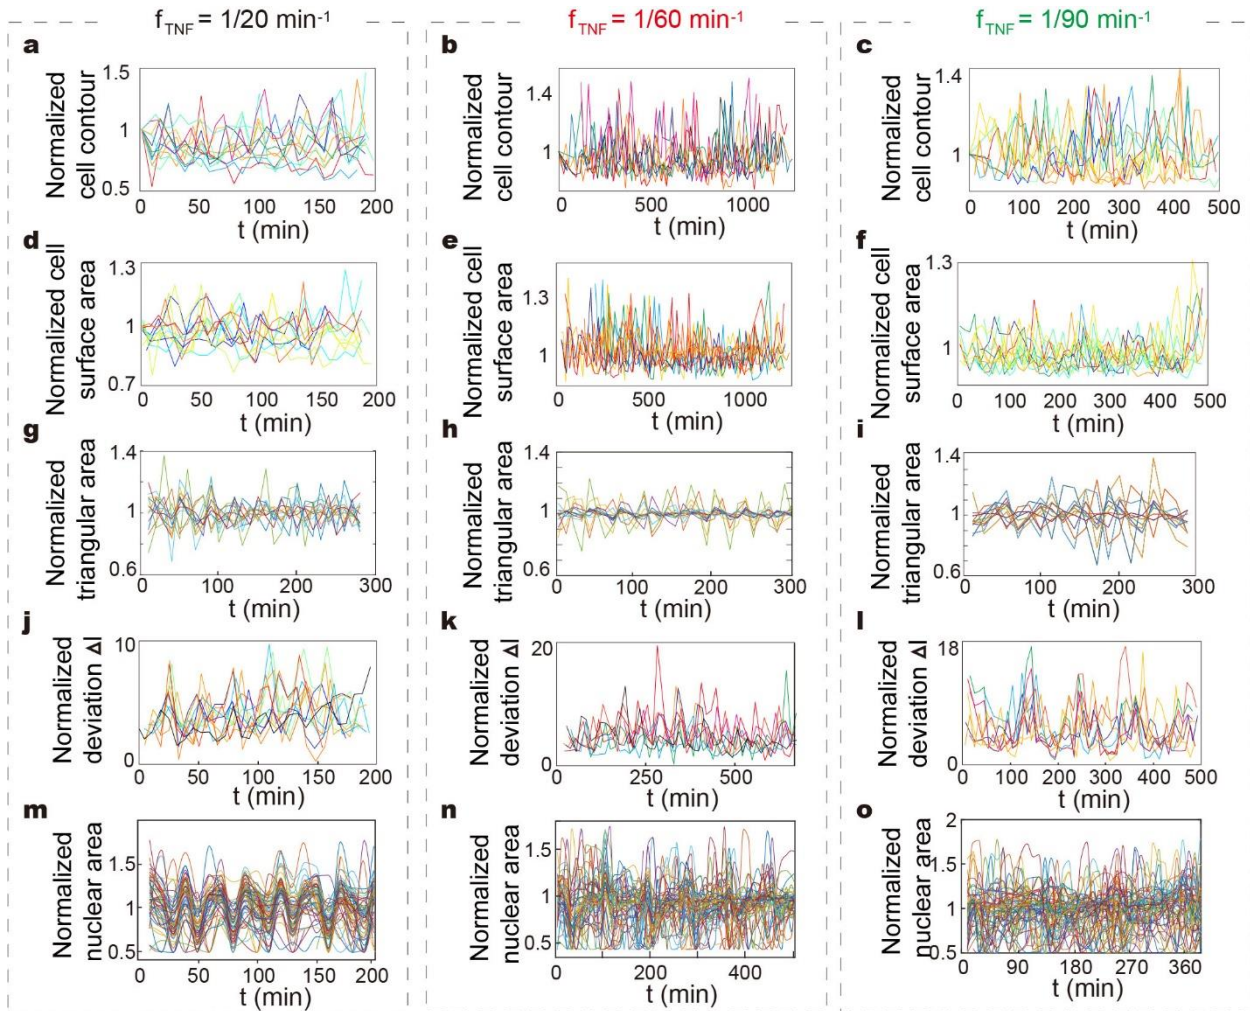 f TNF = 1/20 min-1
f TNF = 1/60 min-1
f TNF = 1/90 min-1
a
Normalized
cell contour
1.5
1
0.5
0
50
100
150
200
t (min)
b
Normalized
cell contour
1.4
1
0
500
1000
t (min)
c
Normalized
cell contour
1.4
1
0
100
200
300
400
500
t (min)
d
Normalized cell
surface area
1.3
1
0.7
0
50
100
150
200
t (min)
e
Normalized cell
surface area
1.3
1
0
500
1000
t (min)
f
Normalized cell
surface area
1.3
1
0
100
200
300
400
500
t (min)
g
Normalized
triangular area
1.4
1
0.6
0
100
200
300
t (min)
h
Normalized
triangular area
1.4
1
0.6
0
100
200
300
t (min)
i
Normalized
triangular area
1.4
1
0.6
0
100
200
300
t (min)
j
Normalized
deviation ΔI
10
0
0
50
100
150
200
t (min)
k
Normalized
deviation ΔI
20
0
0
250
500
t (min)
l
Normalized
deviation ΔI
18
0
0
100
200
300
400
500
t (min)
m
Normalized
nuclear area
1.5
1
0.5
0
50
100
150
200
t (min)
n
Normalized
nuclear area
1.5
1
0.5
0
200
400
t (min)
o
Normalized
nuclear area
2
1.5
1
0.5
0
90
180
270
360
t (min)